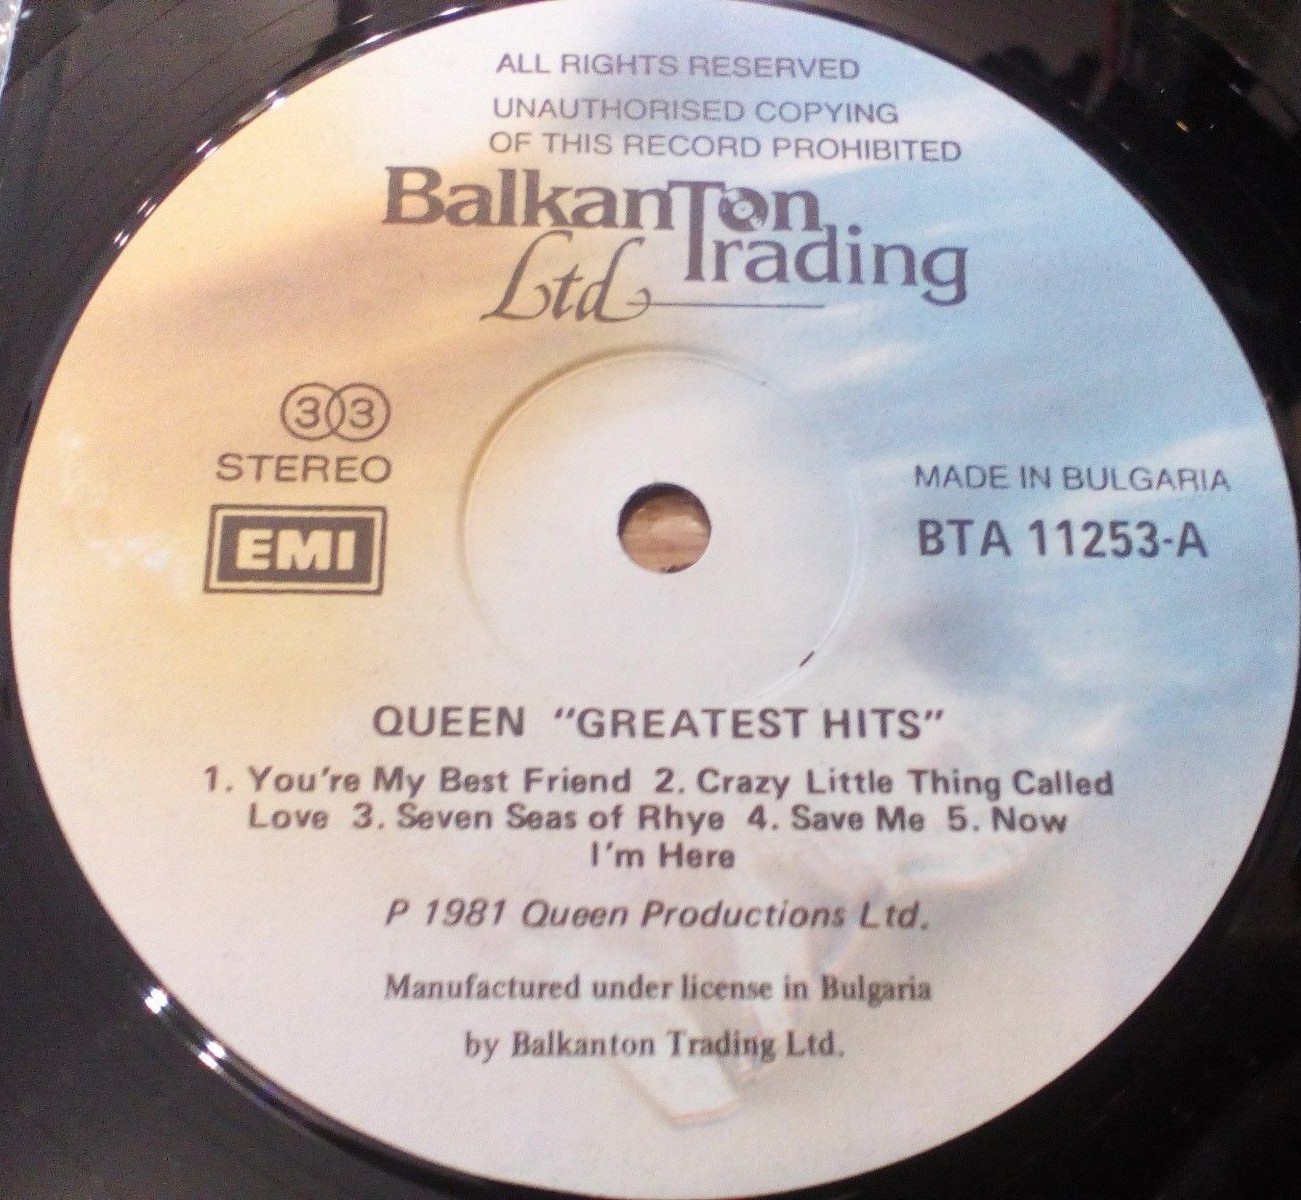 ALL RIGHTS RESERVED
UNAUTHORISED COPYING
OF THIS RECORD PROHIBITED
BalkanTon
Trading
Ltd
33
STEREO
EMI
MADE IN BULGARIA
BTA 11253-A
QUEEN "GREATEST HITS"
1. You're My Best Friend 2. Crazy Little Thing Called
Love 3. Seven Seas of Rhye 4. Save Me 5. Now
I'm Here
P 1981 Queen Productions Ltd.
Manufactured under license in Bulgaria
by Balkanton Trading Ltd.